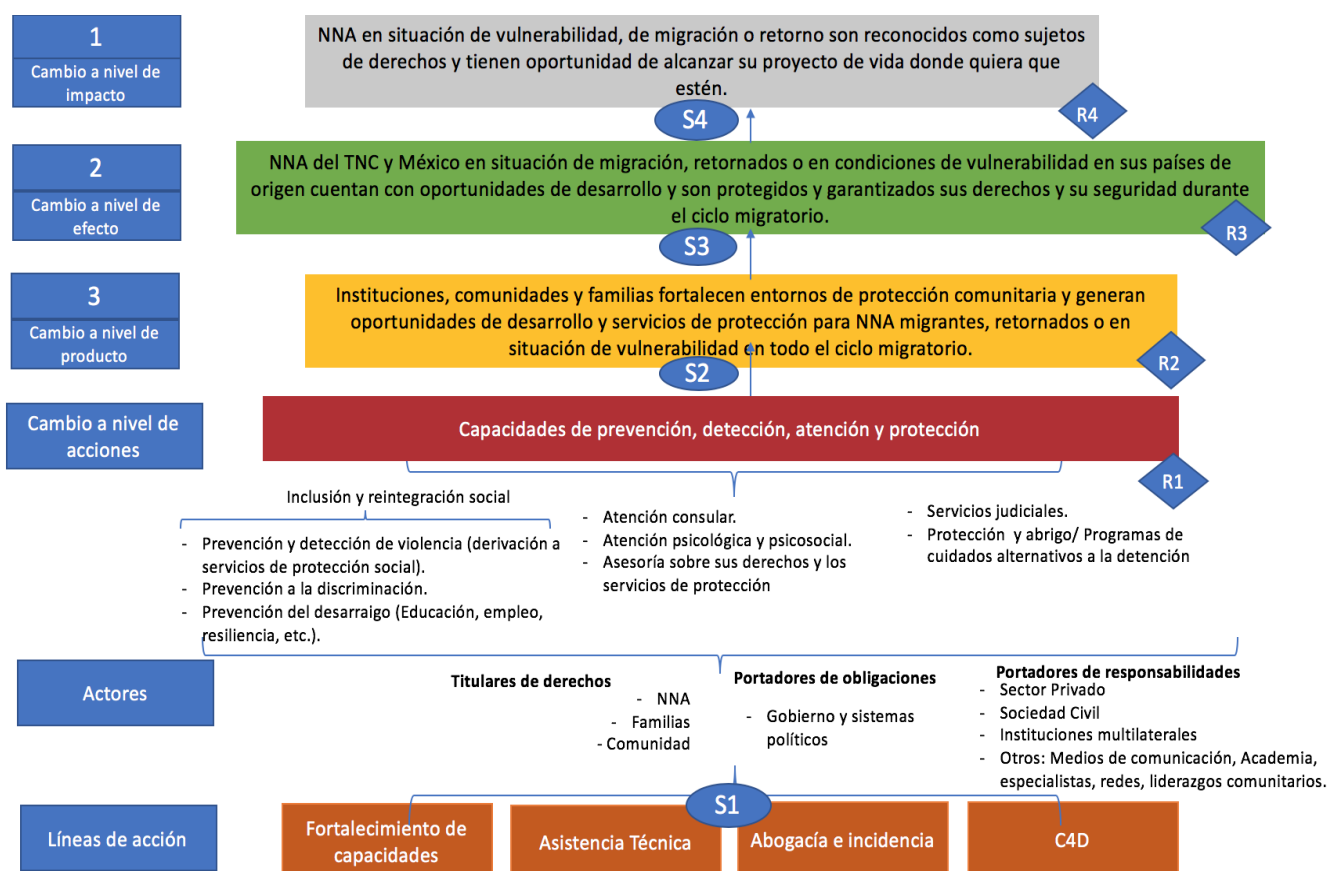 1
Cambio a nivel de
impacto
NNA en situación de vulnerabilidad, de migración o retorno son reconocidos como sujetos
de derechos y tienen oportunidad de alcanzar su proyecto de vida donde quiera que
estén.
S4
R4
2
Cambio a nivel de
efecto
NNA del TNC y México en situación de migración, retornados o en condiciones de vulnerabilidad en sus países de
origen cuentan con oportunidades de desarrollo y son protegidos y garantizados sus derechos y su seguridad durante
el ciclo migratorio.
S3
R3
3
Cambio a nivel de
producto
Instituciones, comunidades y familias fortalecen entornos de protección comunitaria y generan
oportunidades de desarrollo y servicios de protección para NNA migrantes, retornados o en
situación de vulnerabilidad en todo el ciclo migratorio.
S2
R2
Cambio a nivel de
acciones
Capacidades de prevención, detección, atención y protección
R1
Inclusión y reintegración social
- Prevención y detección de violencia (derivación a
servicios de protección social).
- Prevención a la discriminación.
- Prevención del desarraigo (Educación, empleo,
resiliencia, etc.).
- Atención consular.
- Atención psicológica y psicosocial.
- Asesoría sobre sus derechos y los
servicios de protección
- Servicios judiciales.
- Protección y abrigo/ Programas de
cuidados alternativos a la detención
Actores
Titulares de derechos
- NNA
- Familias
- Comunidad
Portadores de obligaciones
- Gobierno y sistemas
políticos
Portadores de responsabilidades
- Sector Privado
- Sociedad Civil
- Instituciones multilaterales
- Otros: Medios de comunicación, Academia,
especialistas, redes, liderazgos comunitarios.
S1
Líneas de acción
Fortalecimiento de
capacidades
Asistencia Técnica
Abogacía e incidencia
C4D